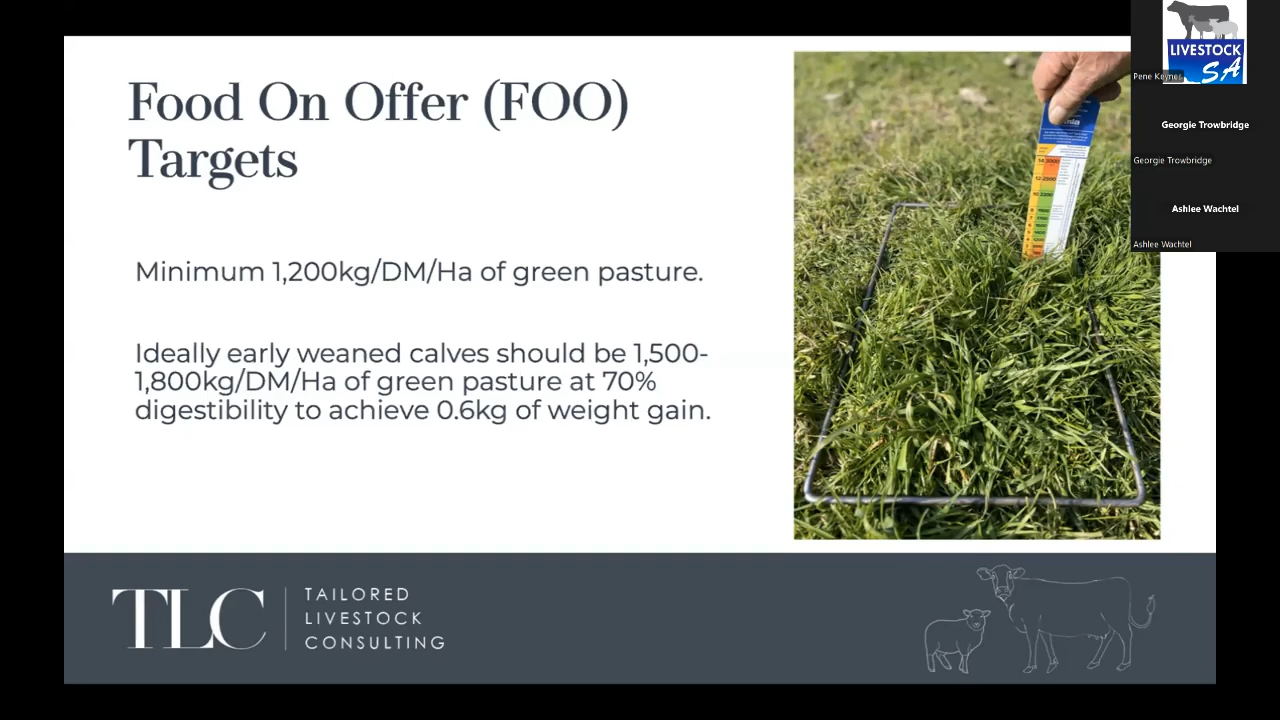 Food On Offer (FOO)
Targets
Minimum 1,200kg/DM/Ha of green pasture.
Ideally early weaned calves should be 1,500-
1,800kg/DM/Ha of green pasture at 70%
digestibility to achieve 0.6kg of weight gain.
TLC
TAILORED
LIVESTOCK
CONSULTING
LIVESTOCK
SA
Pene Keynes
Georgie Trowbridge
Georgie Trowbridge
Ashlee Wachtel
Ashlee Wachtel